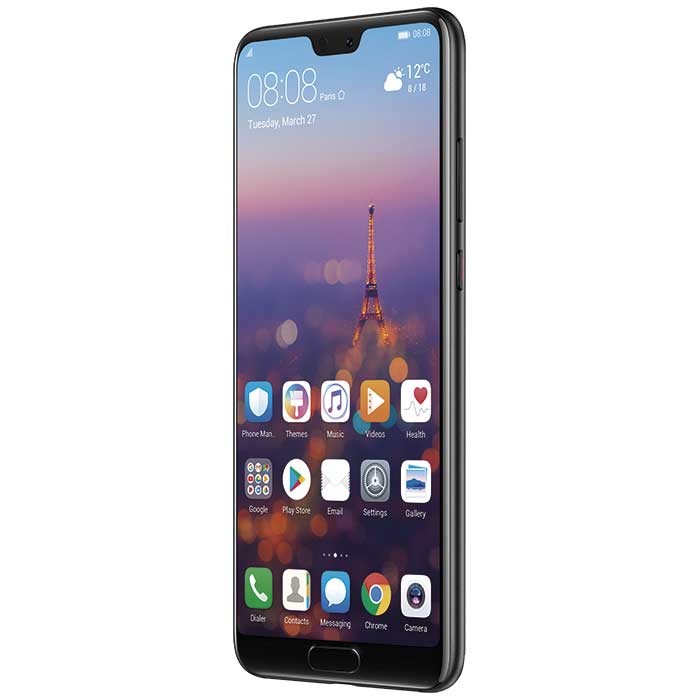 08:08
08:08
Paris
12°C
8 / 18
Tuesday, March 27
Phone Man..
Themes
Music
Videos
Health
Google
Play Store
Email
Settings
Gallery
Dialer
Contacts
Messaging
Chrome
Camera